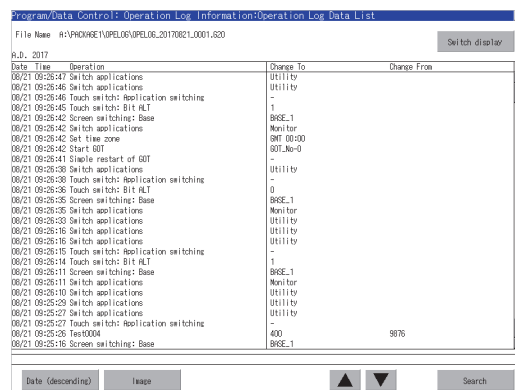 Program/Data Control: Operation Log Information:Operation Log Data List
File Name A:\PACKAGE1\OPELOG\OPELOG_20170821_0001.G2O
Seitch display
A.D. 2017
Date Time Operation Change To Change From
08/21 09:26:47 Switch applications Utility
08/21 09:26:46 Switch applications Utility
08/21 09:26:46 Touch switch: Application switching -
08/21 09:26:45 Touch switch: Bit ALT 1
08/21 09:26:42 Screen switching: Base BASE_1
08/21 09:26:42 Switch applications Monitor
08/21 09:26:42 Set time zone GMT 00:00
08/21 09:26:42 Start GOT GOT_No-0
08/21 09:26:41 Simple restart of GOT -
08/21 09:26:38 Switch applications Utility
08/21 09:26:38 Touch switch: Application switching -
08/21 09:26:36 Touch switch: Bit ALT 0
08/21 09:26:35 Screen switching: Base BASE_1
08/21 09:26:35 Switch applications Monitor
08/21 09:26:33 Switch applications Utility
08/21 09:26:16 Switch applications Utility
08/21 09:26:16 Switch applications Utility
08/21 09:26:15 Touch switch: Application switching -
08/21 09:26:14 Touch switch: Bit ALT 1
08/21 09:26:11 Screen switching: Base BASE_1
08/21 09:26:11 Switch applications Monitor
08/21 09:26:10 Switch applications Utility
08/21 09:25:29 Switch applications Utility
08/21 09:25:27 Switch applications Utility
08/21 09:25:27 Touch switch: Application switching -
08/21 09:25:26 Test0004 400 9876
08/21 09:25:16 Screen switching: Base BASE_1
Date (descending) Image ▲ ▼ Search